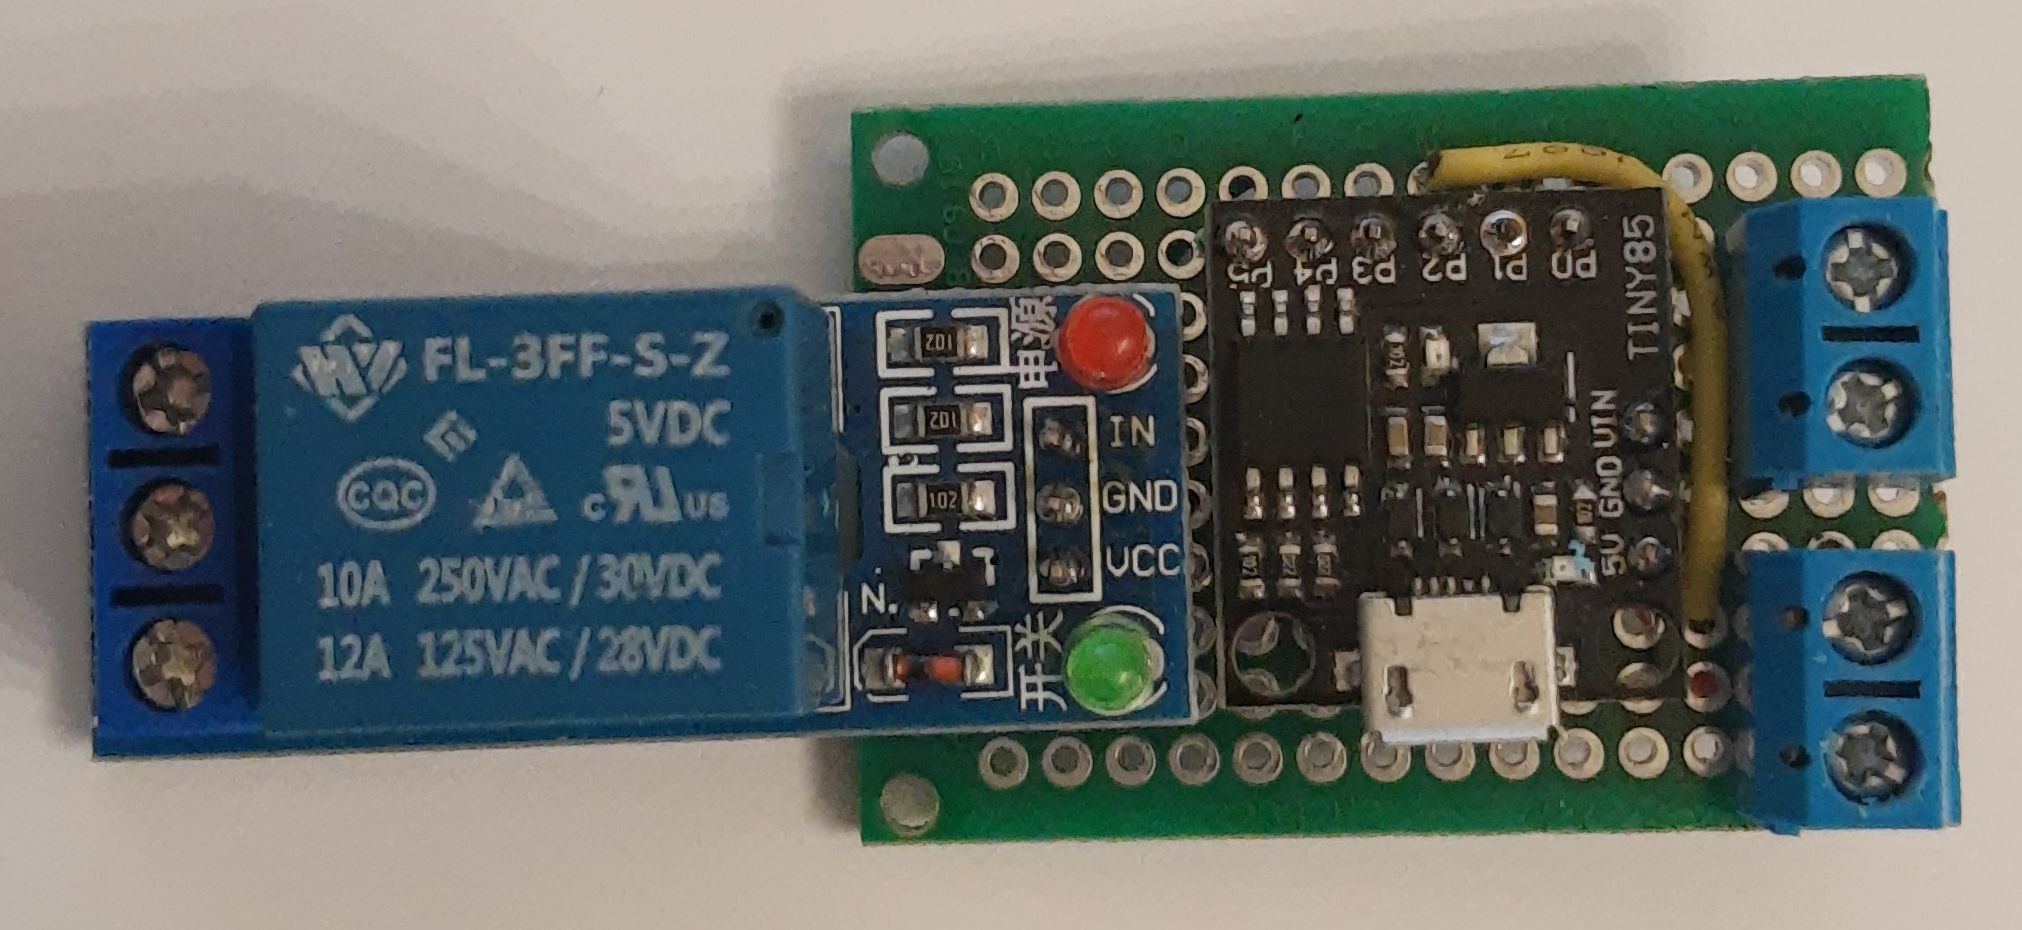 FL-3FF-S-Z
5VDC
CQC
c RU US
10A 250VAC/30VDC
12A 125VAC/28VDC
102
102
102
电源
IN
GND
VCC
N.
开关
P5 P4 P3 P2 P1 P0
TINY85
VIN
GND
5V